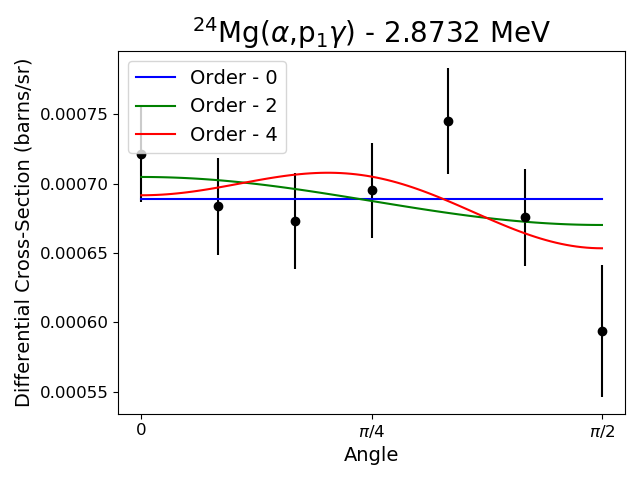 ²⁴Mg(α,p₁γ) - 2.8732 MeV
Order - 0
Order - 2
Order - 4
Differential Cross-Section (barns/sr)
0.00075
0.00070
0.00065
0.00060
0.00055
0
π/4
π/2
Angle